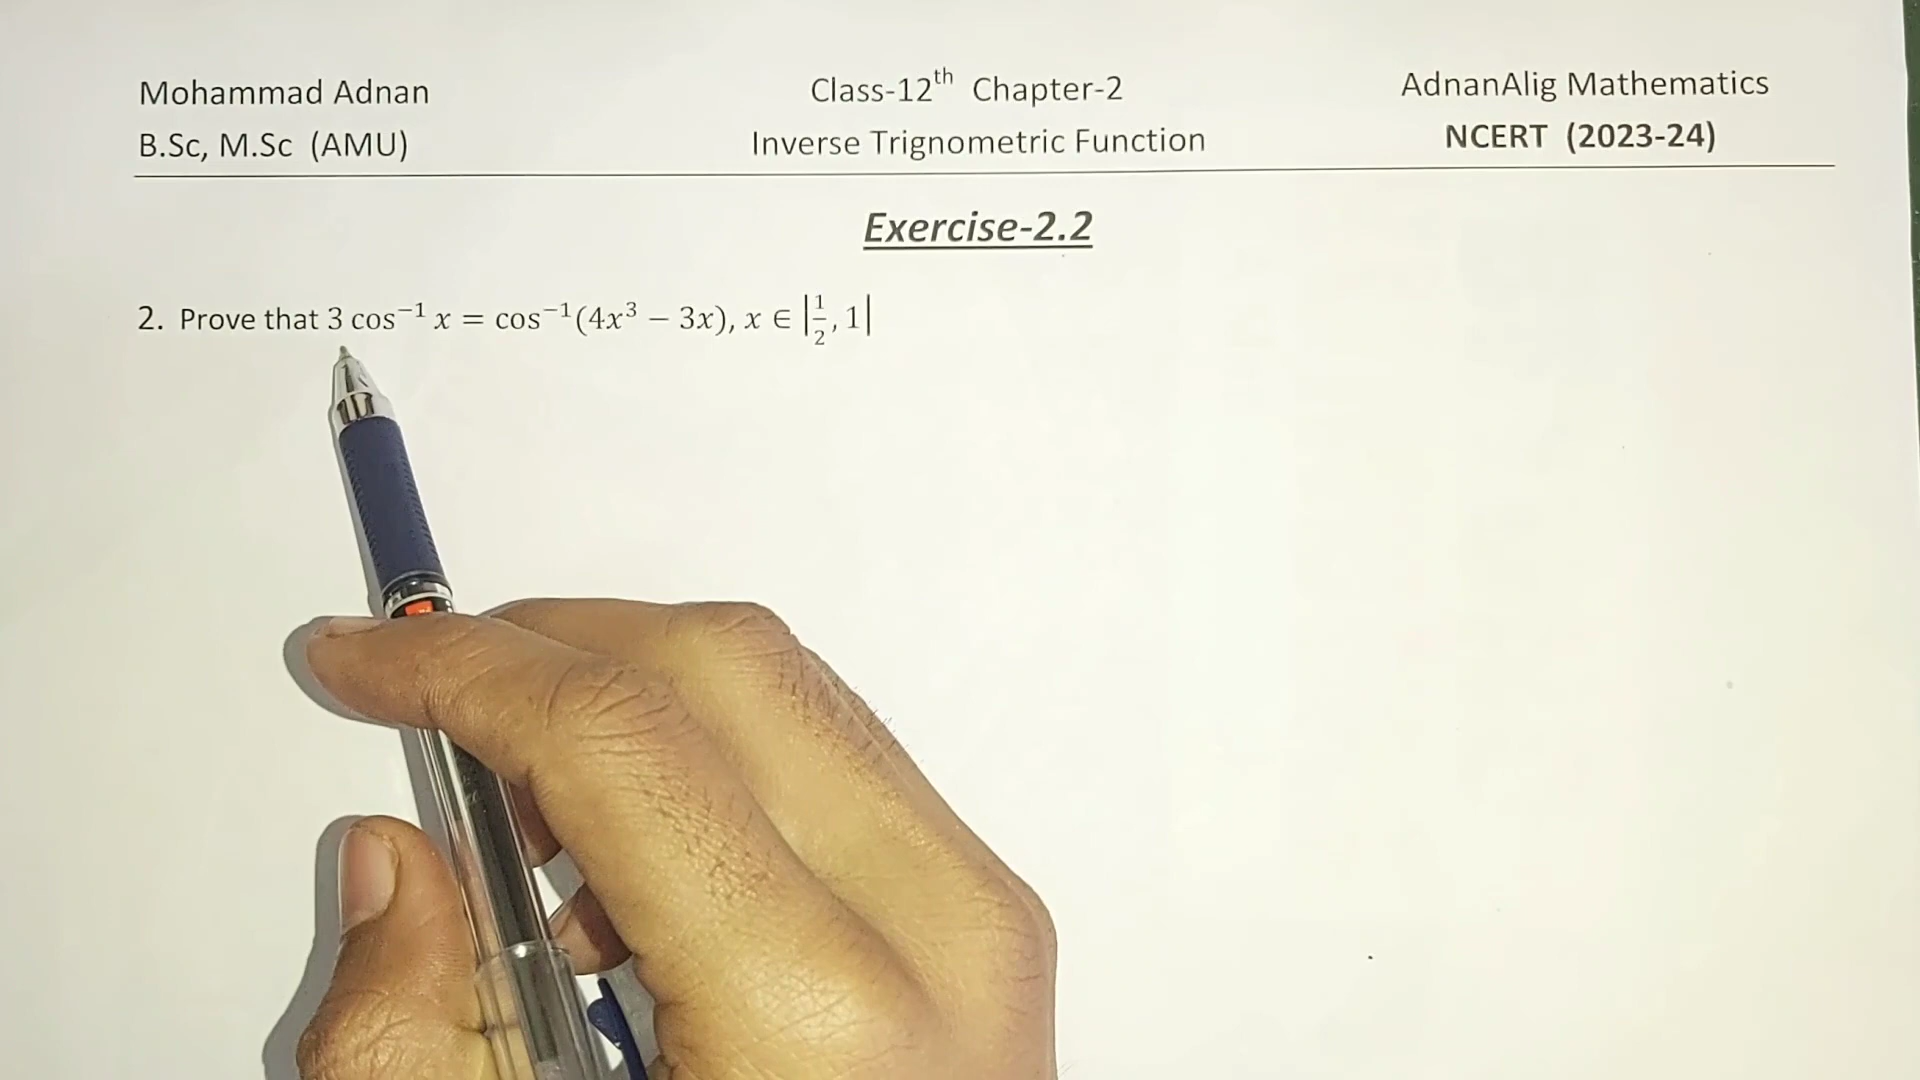 Mohammad Adnan
B.Sc, M.Sc (AMU)
Class-12th Chapter-2
Inverse Trignometric Function
AdnanAlig Mathematics
NCERT (2023-24)
Exercise-2.2
2. Prove that 3 cos⁻¹ x = cos⁻¹(4x³ − 3x), x ∈ |1/2, 1|